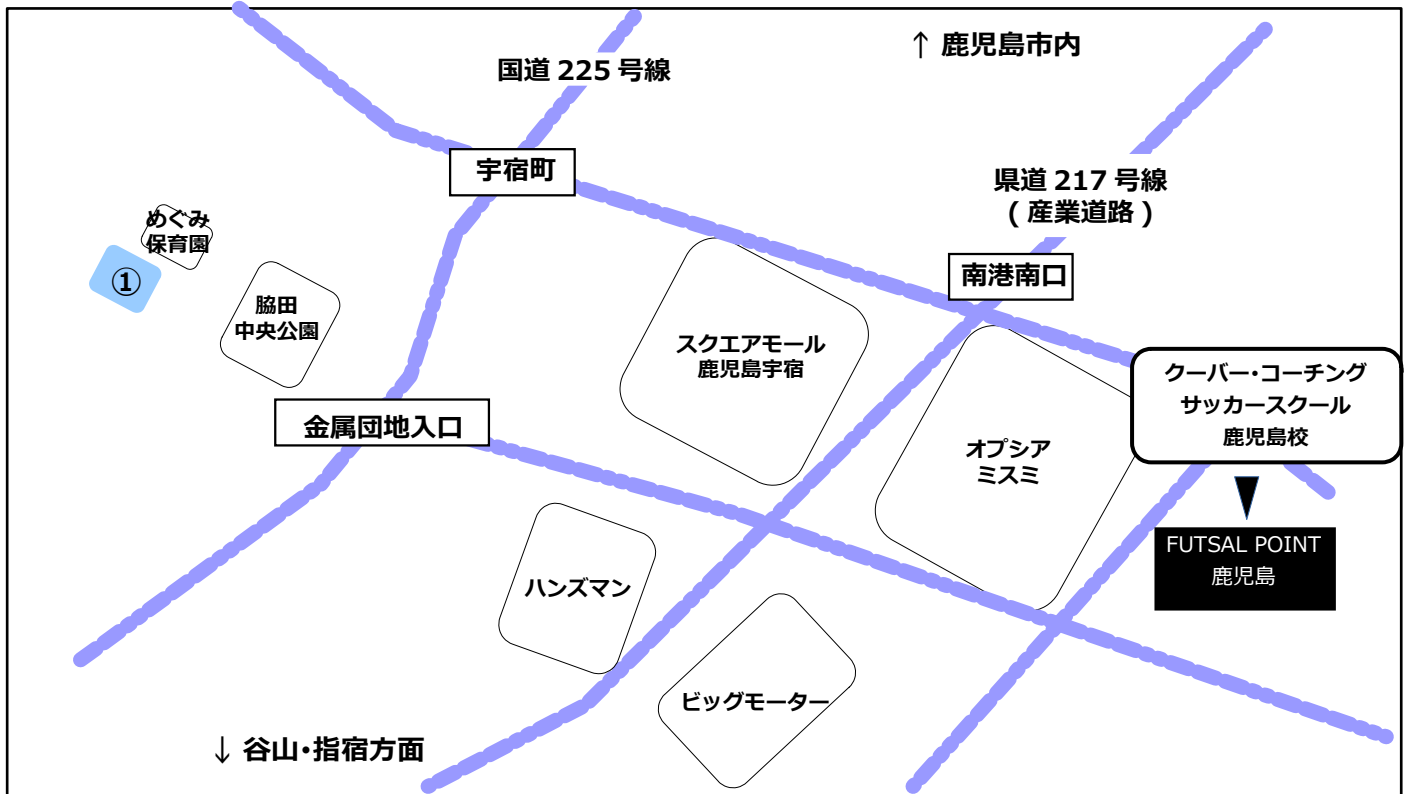 ↑ 鹿児島市内
国道 225 号線
宇宿町
県道 217 号線
( 産業道路 )
めぐみ
保育園
①
南港南口
脇田
中央公園
スクエアモール
鹿児島宇宿
クーバー・コーチング
サッカースクール
鹿児島校
金属団地入口
オプシア
ミスミ
FUTSAL POINT
鹿児島
ハンズマン
ビッグモーター
↓ 谷山・指宿方面